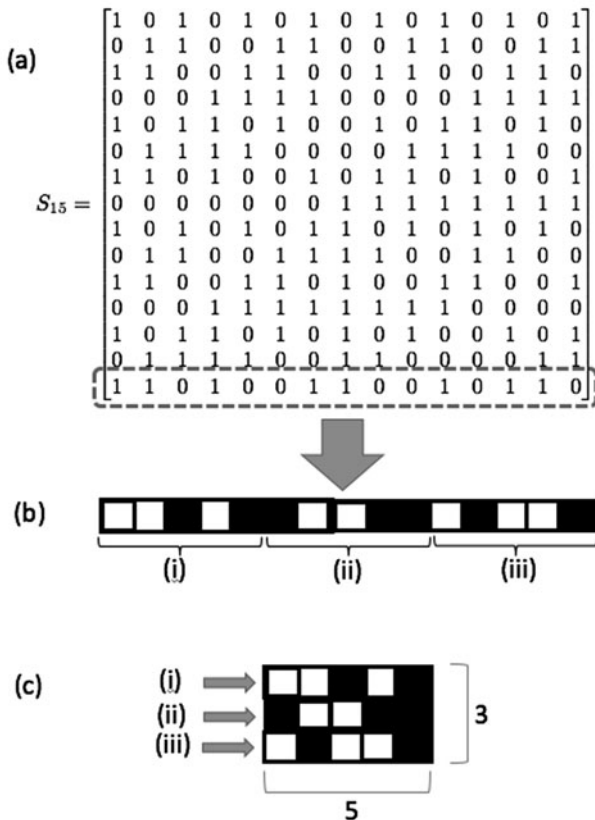 1 0 1 0 1 0 1 0 1 0 1 0 1 0 1
0 1 1 0 0 1 1 0 0 1 1 0 0 1 1
(a)
1 1 0 0 1 1 0 0 1 1 0 0 1 1 0
0 0 0 1 1 1 1 0 0 0 0 1 1 1 1
1 0 1 1 0 1 0 0 1 0 1 1 0 1 0
0 1 1 1 1 0 0 0 0 1 1 1 1 0 0
1 1 0 1 0 0 1 0 1 1 0 1 0 0 1
S15 = 0 0 0 0 0 0 0 1 1 1 1 1 1 1 1
1 0 1 0 1 0 1 1 0 1 0 1 0 1 0
0 1 1 0 0 1 1 1 1 0 0 1 1 0 0
1 1 0 0 1 1 0 1 0 0 1 1 0 0 1
0 0 0 1 1 1 1 1 1 1 1 0 0 0 0
1 0 1 1 0 1 0 1 0 1 0 0 1 0 1
0 1 1 1 1 0 0 1 1 0 0 0 0 1 1
1 1 0 1 0 0 1 1 0 0 1 0 1 1 0
(b)
(i) (ii) (iii)
(c) (i)
(ii) 3
(iii)
5